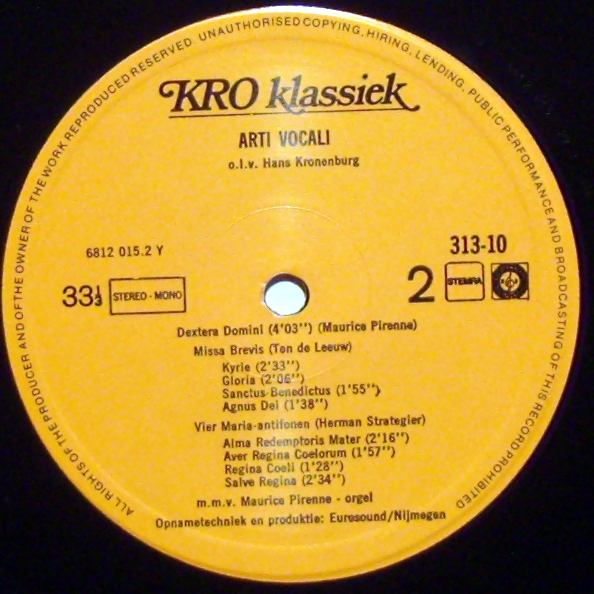 ALL RIGHTS OF THE PRODUCER AND OF THE OWNER OF THE WORK REPRODUCED RESERVED. UNAUTHORISED COPYING, HIRING, LENDING, PUBLIC PERFORMANCE AND BROADCASTING OF THIS RECORD PROHIBITED
KRO klassiek
ARTI VOCALI
o.l.v. Hans Kronenburg
6812 015.2 Y
313-10
33⅓
STEREO - MONO
2
STEMRA
Dextera Domini (4'03'') (Maurice Pirenne)
Missa Brevis (Ton de Leeuw)
Kyrie (2'33'')
Gloria (2'06'')
Sanctus-Benedictus (1'55'')
Agnus Dei (1'38'')
Vier Maria-antifonen (Herman Strategier)
Alma Redemptoris Mater (2'16'')
Aver Regina Coelorum (1'57'')
Regina Coeli (1'28'')
Salve Regina (2'34'')
m.m.v. Maurice Pirenne - orgel
Opnametechniek en produktie: Eurosound/Nijmegen